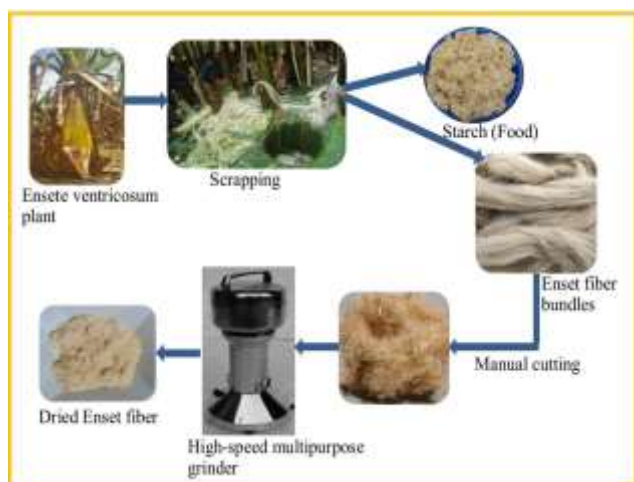 Starch (Food)
Scrapping
Ensete ventricosum
plant
Enset fiber
bundles
Manual cutting
Dried Enset fiber
High-speed multipurpose
grinder